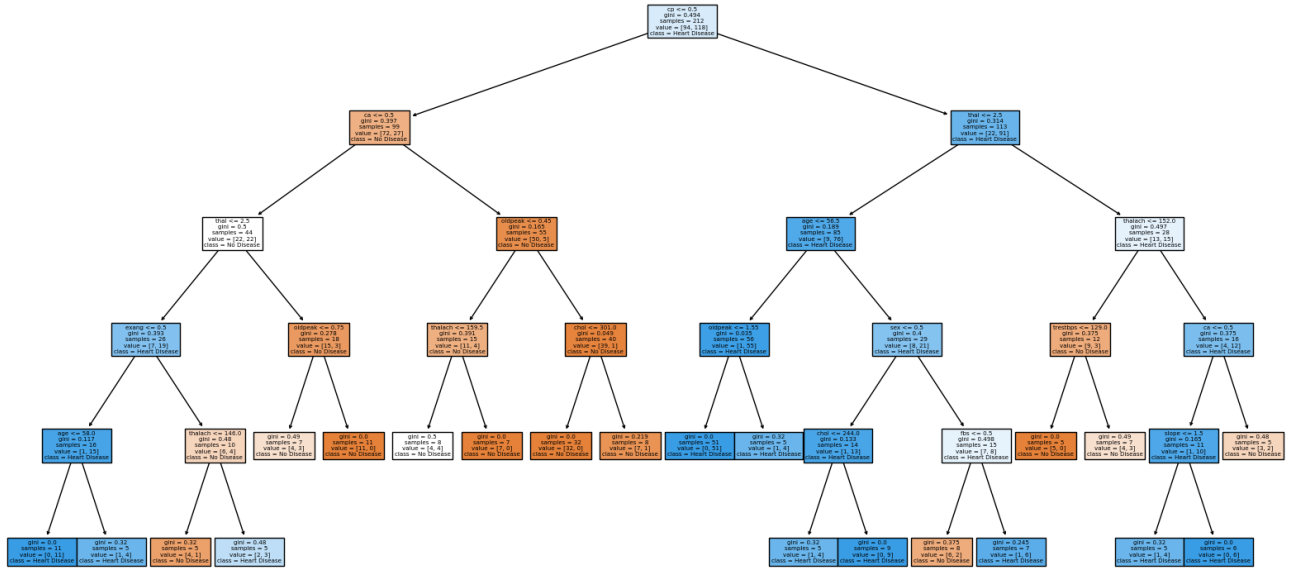 cp <= 0.5
gini = 0.494
samples = 212
value = [94, 118]
class = Heart Disease
ca <= 0.5
gini = 0.397
samples = 99
value = [72, 27]
class = No Disease
thal <= 2.5
gini = 0.314
samples = 113
value = [22, 91]
class = Heart Disease
thal <= 2.5
gini = 0.5
samples = 44
value = [22, 22]
class = No Disease
oldpeak <= 0.45
gini = 0.165
samples = 55
value = [50, 5]
class = No Disease
age <= 56.5
gini = 0.189
samples = 85
value = [9, 76]
class = Heart Disease
thalach <= 152.0
gini = 0.497
samples = 28
value = [13, 15]
class = Heart Disease
exang <= 0.5
gini = 0.393
samples = 26
value = [7, 19]
class = Heart Disease
oldpeak <= 0.75
gini = 0.278
samples = 18
value = [15, 3]
class = No Disease
thalach <= 159.5
gini = 0.391
samples = 15
value = [11, 4]
class = No Disease
chol <= 301.0
gini = 0.049
samples = 40
value = [39, 1]
class = No Disease
oldpeak <= 1.55
gini = 0.035
samples = 56
value = [1, 55]
class = Heart Disease
sex <= 0.5
gini = 0.4
samples = 29
value = [8, 21]
class = Heart Disease
trestbps <= 129.0
gini = 0.375
samples = 12
value = [9, 3]
class = No Disease
ca <= 0.5
gini = 0.375
samples = 16
value = [4, 12]
class = Heart Disease
age <= 58.0
gini = 0.117
samples = 16
value = [1, 15]
class = Heart Disease
thalach <= 146.0
gini = 0.48
samples = 10
value = [6, 4]
class = No Disease
gini = 0.49
samples = 7
value = [4, 3]
class = No Disease
gini = 0.0
samples = 11
value = [11, 0]
class = No Disease
gini = 0.5
samples = 8
value = [4, 4]
class = No Disease
gini = 0.0
samples = 7
value = [7, 0]
class = No Disease
gini = 0.0
samples = 32
value = [32, 0]
class = No Disease
gini = 0.219
samples = 8
value = [7, 1]
class = No Disease
gini = 0.0
samples = 51
value = [0, 51]
class = Heart Disease
gini = 0.32
samples = 5
value = [1, 4]
class = Heart Disease
chol <= 244.0
gini = 0.133
samples = 14
value = [1, 13]
class = Heart Disease
fbs <= 0.5
gini = 0.498
samples = 15
value = [7, 8]
class = Heart Disease
gini = 0.0
samples = 5
value = [5, 0]
class = No Disease
gini = 0.49
samples = 7
value = [4, 3]
class = No Disease
slope <= 1.5
gini = 0.165
samples = 11
value = [1, 10]
class = Heart Disease
gini = 0.48
samples = 5
value = [3, 2]
class = No Disease
gini = 0.0
samples = 11
value = [0, 11]
class = Heart Disease
gini = 0.32
samples = 5
value = [1, 4]
class = Heart Disease
gini = 0.32
samples = 5
value = [4, 1]
class = No Disease
gini = 0.48
samples = 5
value = [2, 3]
class = Heart Disease
gini = 0.32
samples = 5
value = [1, 4]
class = Heart Disease
gini = 0.0
samples = 9
value = [0, 9]
class = Heart Disease
gini = 0.375
samples = 8
value = [6, 2]
class = No Disease
gini = 0.245
samples = 7
value = [1, 6]
class = Heart Disease
gini = 0.32
samples = 5
value = [1, 4]
class = Heart Disease
gini = 0.0
samples = 6
value = [0, 6]
class = Heart Disease